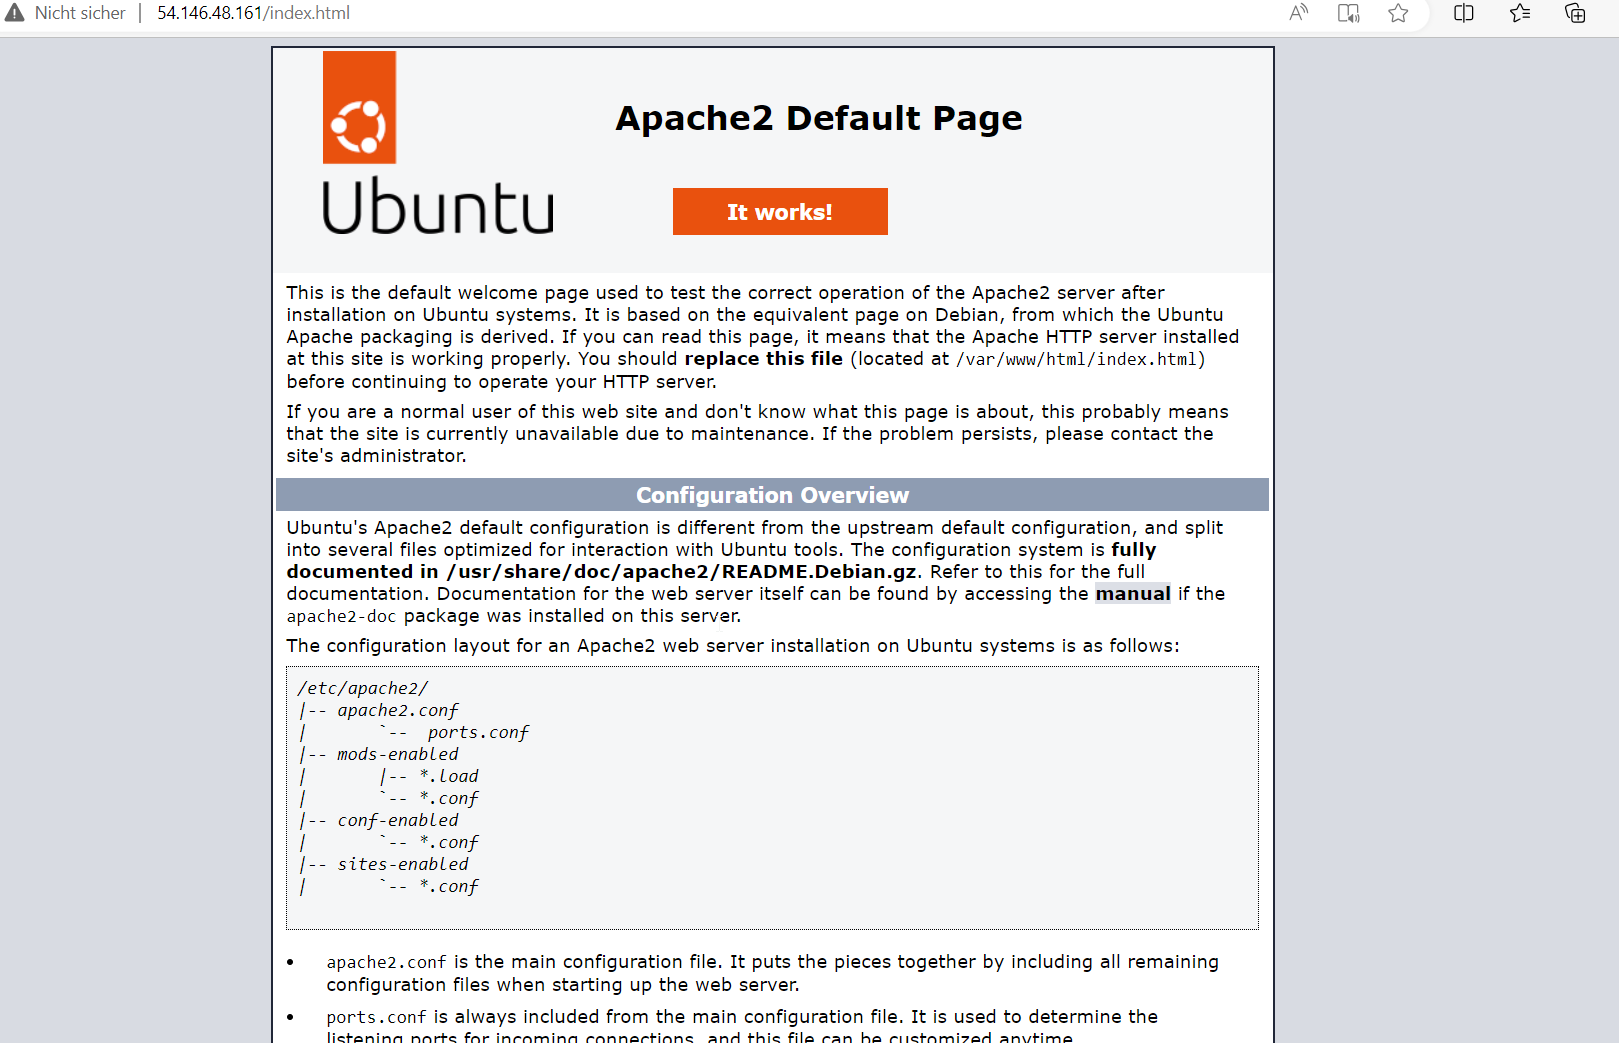 Nicht sicher 54.146.48.161/index.html
Apache2 Default Page
Ubuntu
It works!
This is the default welcome page used to test the correct operation of the Apache2 server after
installation on Ubuntu systems. It is based on the equivalent page on Debian, from which the Ubuntu
Apache packaging is derived. If you can read this page, it means that the Apache HTTP server installed
at this site is working properly. You should replace this file (located at /var/www/html/index.html)
before continuing to operate your HTTP server.
If you are a normal user of this web site and don't know what this page is about, this probably means
that the site is currently unavailable due to maintenance. If the problem persists, please contact the
site's administrator.
Configuration Overview
Ubuntu's Apache2 default configuration is different from the upstream default configuration, and split
into several files optimized for interaction with Ubuntu tools. The configuration system is fully
documented in /usr/share/doc/apache2/README.Debian.gz. Refer to this for the full
documentation. Documentation for the web server itself can be found by accessing the manual if the
apache2-doc package was installed on this server.
The configuration layout for an Apache2 web server installation on Ubuntu systems is as follows:
/etc/apache2/
|-- apache2.conf
|       `--  ports.conf
|-- mods-enabled
|       |-- *.load
|       `-- *.conf
|-- conf-enabled
|       `-- *.conf
|-- sites-enabled
|       `-- *.conf
• apache2.conf is the main configuration file. It puts the pieces together by including all remaining
configuration files when starting up the web server.
• ports.conf is always included from the main configuration file. It is used to determine the
listening ports for incoming connections, and this file can be customized anytime.